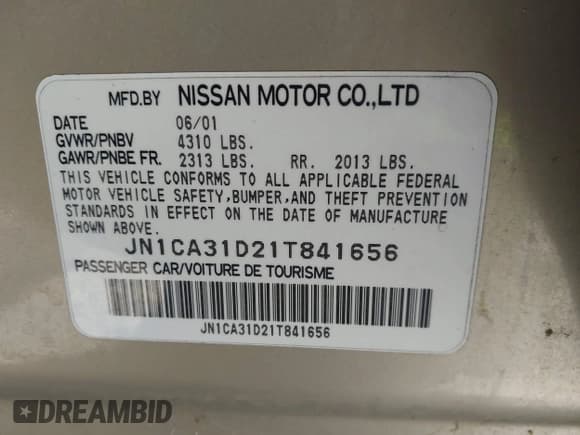 MFD.BY NISSAN MOTOR CO.,LTD
DATE 06/01
GVWR/PNBV 4310 LBS.
GAWR/PNBE FR. 2313 LBS. RR. 2013 LBS.
THIS VEHICLE CONFORMS TO ALL APPLICABLE FEDERAL
MOTOR VEHICLE SAFETY,BUMPER,AND THEFT PREVENTION
STANDARDS IN EFFECT ON THE DATE OF MANUFACTURE
SHOWN ABOVE.
JN1CA31D21T841656
PASSENGER CAR/VOITURE DE TOURISME
JN1CA31D21T841656
DREAMBID